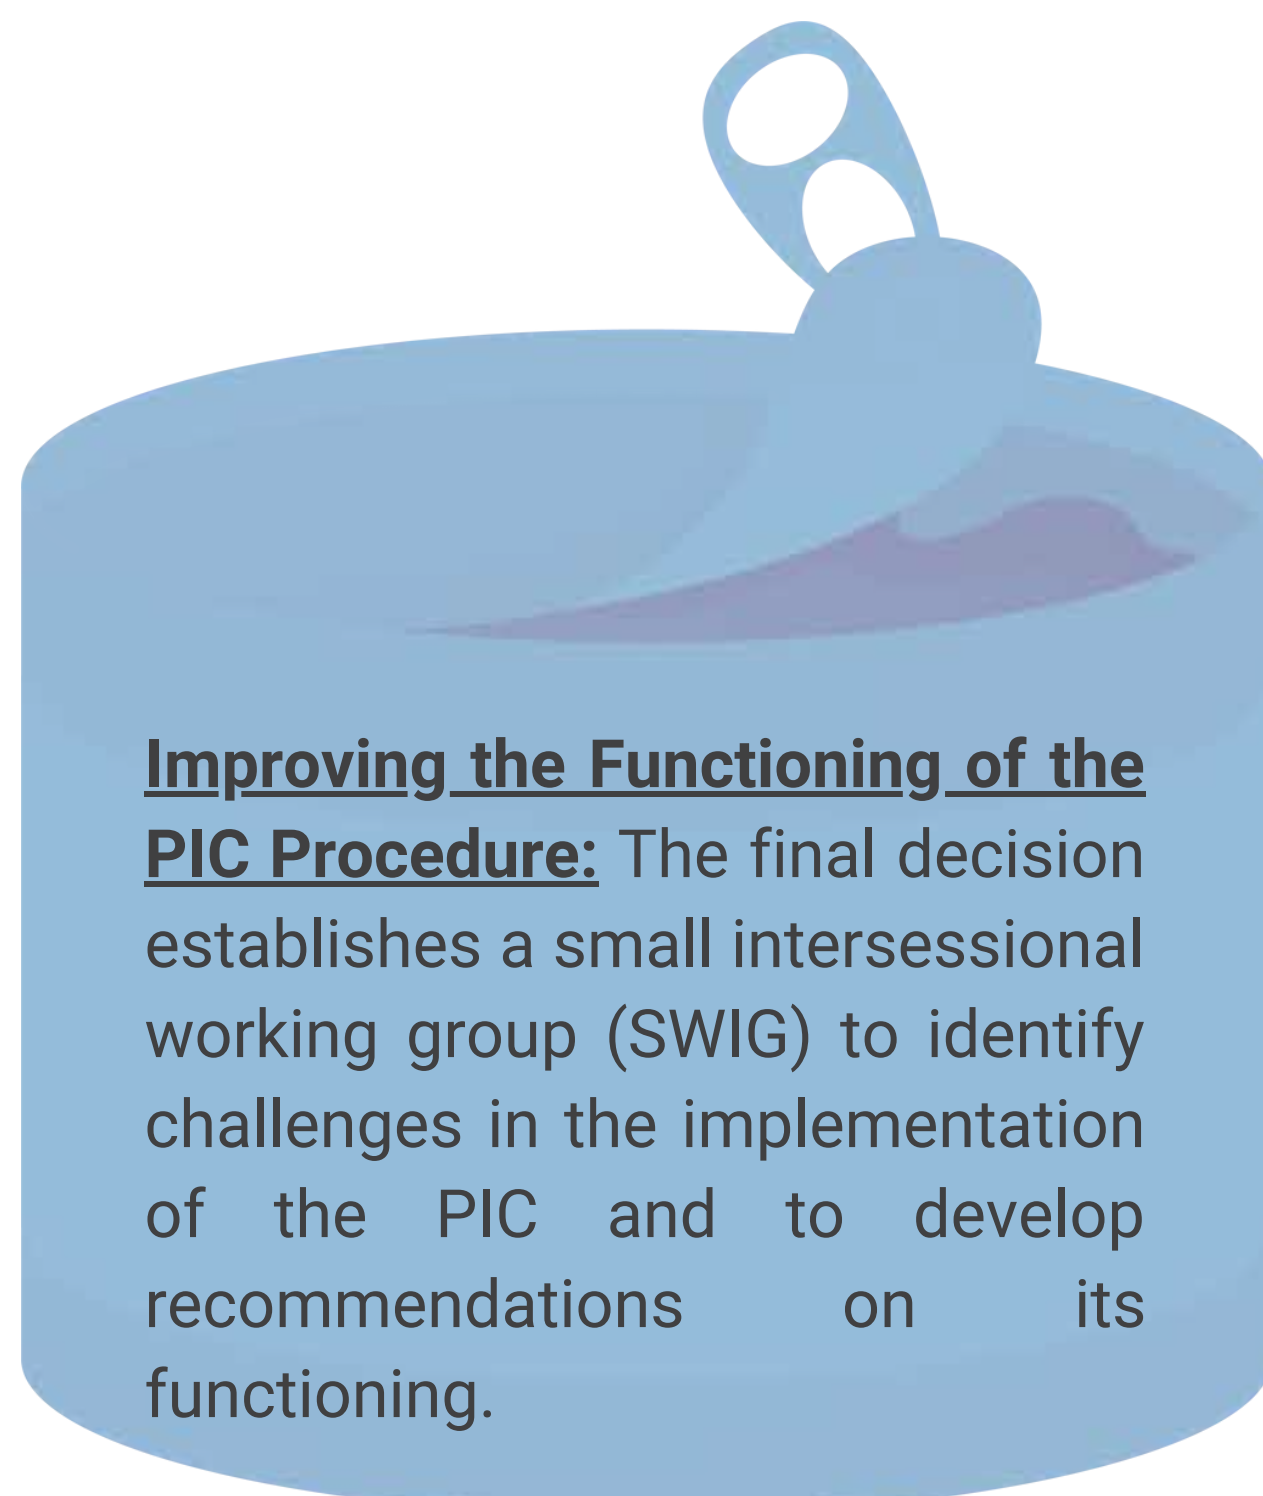 Improving the Functioning of the
PIC Procedure: The final decision
establishes a small intersessional
working group (SWIG) to identify
challenges in the implementation
of the PIC and to develop
recommendations on its
functioning.